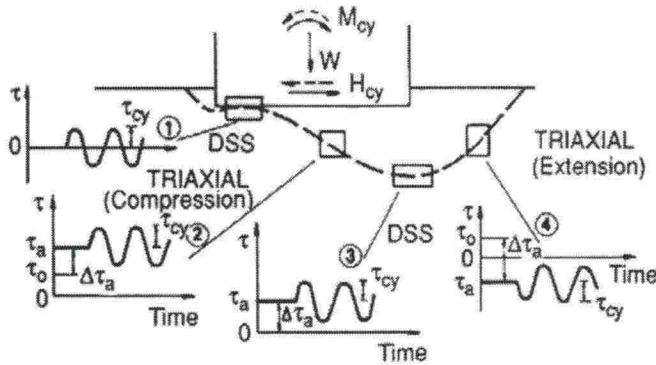 M_cy
W
H_cy
τ
τ_cy
0
①
DSS
TRIAXIAL
(Compression)
②
τ
τ_a
τ_o
0
Δτ_a
τ_cy
Time
③
DSS
τ
τ_a
0
Δτ_a
τ_cy
Time
TRIAXIAL
(Extension)
④
τ
τ_o
0
τ_a
Δτ_a
Time
τ_cy